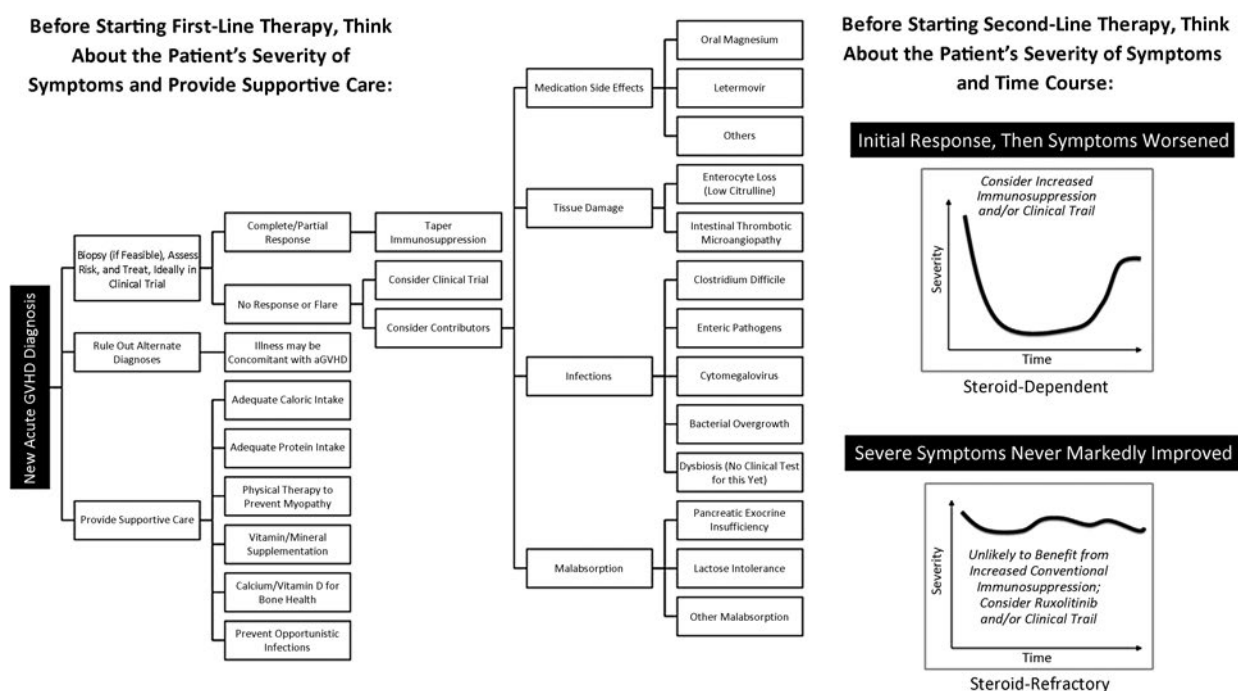 Before Starting First-Line Therapy, Think
About the Patient's Severity of
Symptoms and Provide Supportive Care:
New Acute GVHD Diagnosis
Biopsy (if Feasible), Assess
Risk, and Treat, Ideally in
Clinical Trial
Rule Out Alternate
Diagnoses
Provide Supportive Care
Complete/Partial
Response
No Response or Flare
Illness may be
Concomitant with aGVHD
Adequate Caloric Intake
Adequate Protein Intake
Physical Therapy to
Prevent Myopathy
Vitamin/Mineral
Supplementation
Calcium/Vitamin D for
Bone Health
Prevent Opportunistic
Infections
Taper
Immunosuppression
Consider Clinical Trial
Consider Contributors
Medication Side Effects
Tissue Damage
Infections
Malabsorption
Oral Magnesium
Letermovir
Others
Enterocyte Loss
(Low Citrulline)
Intestinal Thrombotic
Microangiopathy
Clostridium Difficile
Enteric Pathogens
Cytomegalovirus
Bacterial Overgrowth
Dysbiosis (No Clinical Test
for this Yet)
Pancreatic Exocrine
Insufficiency
Lactose Intolerance
Other Malabsorption
Before Starting Second-Line Therapy, Think
About the Patient's Severity of Symptoms
and Time Course:
Initial Response, Then Symptoms Worsened
Consider Increased
Immunosuppression
and/or Clinical Trail
Severity
Time
Steroid-Dependent
Severe Symptoms Never Markedly Improved
Unlikely to Benefit from
Increased Conventional
Immunosuppression;
Consider Ruxolitinib
and/or Clinical Trail
Severity
Time
Steroid-Refractory